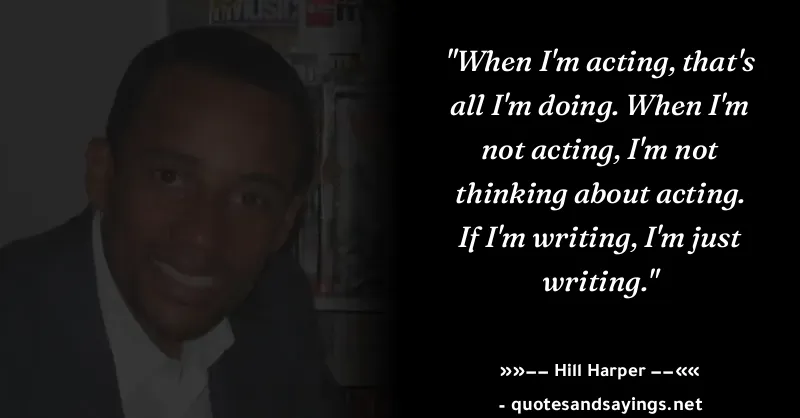 MUSIC
"When I'm acting, that's
all I'm doing. When I'm
not acting, I'm not
thinking about acting.
If I'm writing, I'm just
writing."
»»−− Hill Harper −−««
- quotesandsayings.net